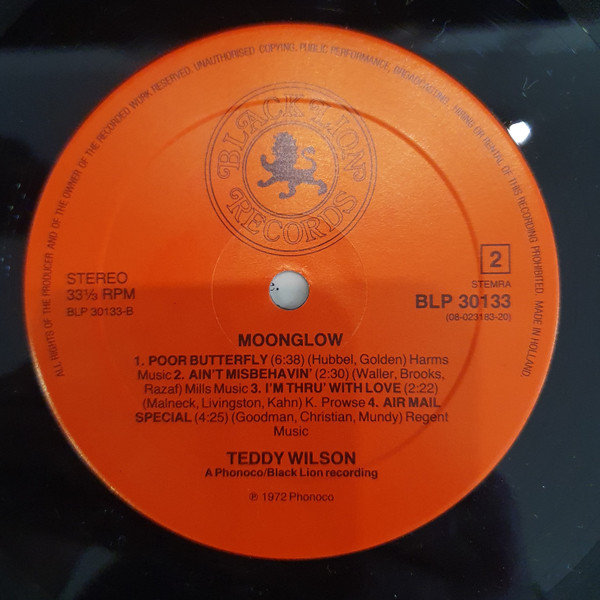 ALL RIGHTS OF THE PRODUCER AND OF THE OWNER OF THE RECORDED WORK RESERVED. UNAUTHORISED COPYING, PUBLIC PERFORMANCE, BROADCASTING, HIRING OR RENTAL OF THIS RECORDING PROHIBITED. MADE IN HOLLAND.
BLACK LION
RECORDS
STEREO
33⅓ RPM
BLP 30133-B
2
STEMRA
BLP 30133
(08-023183-20)
MOONGLOW
1. POOR BUTTERFLY (6:38) (Hubbel, Golden) Harms
Music 2. AIN'T MISBEHAVIN' (2:30) (Waller, Brooks,
Razaf) Mills Music 3. I'M THRU' WITH LOVE (2:22)
(Malneck, Livingston, Kahn) K. Prowse 4. AIR MAIL
SPECIAL (4:25) (Goodman, Christian, Mundy) Regent
Music
TEDDY WILSON
A Phonoco/Black Lion recording
℗ 1972 Phonoco